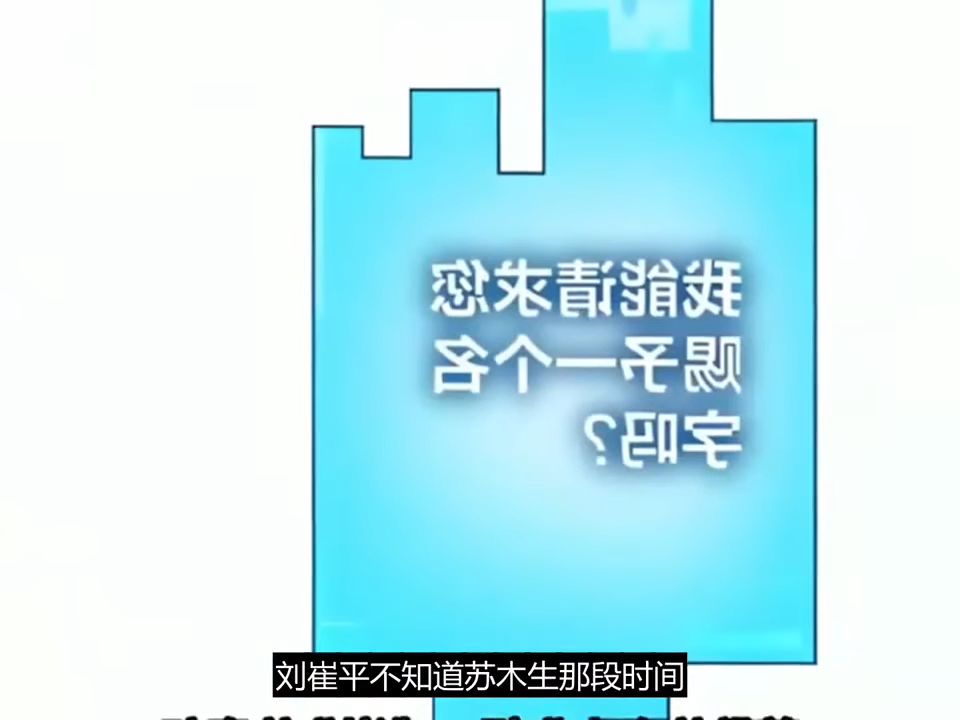 我能请求您
赐予一个名
字吗?
刘崔平不知道苏木生那段时间